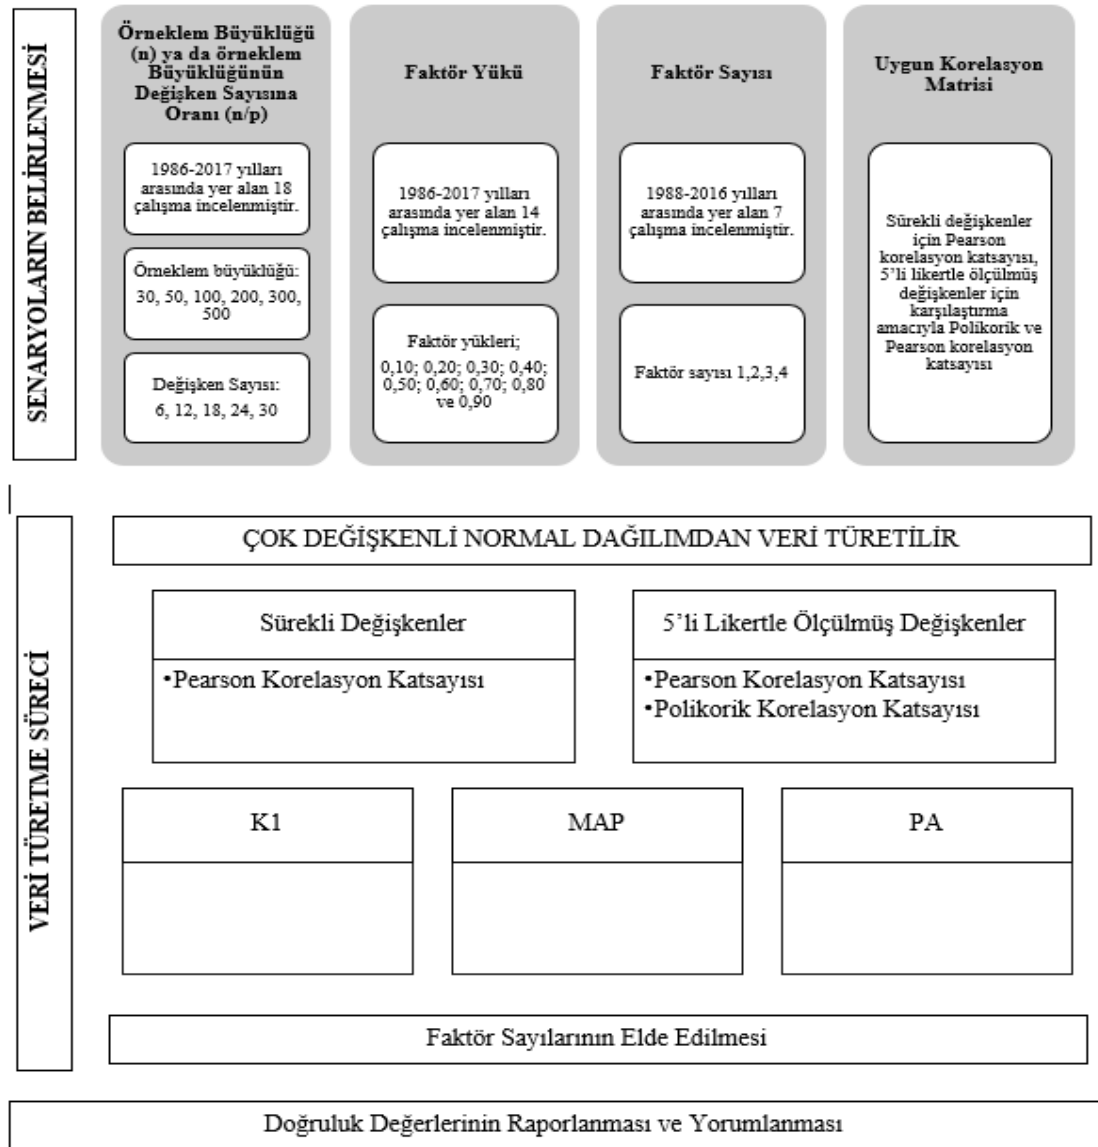 SENARYOLARIN BELİRLENMESİ
Örneklem Büyüklüğü
(n) ya da örneklem
Büyüklüğünün
Değişken Sayısına
Oranı (n/p)
1986-2017 yılları
arasında yer alan 18
çalışma incelenmiştir.
Örneklem büyüklüğü:
30, 50, 100, 200, 300,
500
Değişken Sayısı:
6, 12, 18, 24, 30
Faktör Yükü
1986-2017 yılları
arasında yer alan 14
çalışma incelenmiştir.
Faktör yükleri;
0,10; 0,20; 0,30; 0,40;
0,50; 0,60; 0,70; 0,80
ve 0,90
Faktör Sayısı
1988-2016 yılları
arasında yer alan 7
çalışma incelenmiştir.
Faktör sayısı 1,2,3,4
Uygun Korelasyon
Matrisi
Sürekli değişkenler
için Pearson
korelasyon katsayısı,
5’li likertle ölçülmüş
değişkenler için
karşılaştırma
amacıyla Polikorik ve
Pearson korelasyon
katsayısı
VERİ TÜRETME SÜRECİ
ÇOK DEĞİŞKENLİ NORMAL DAĞILIMDAN VERİ TÜRETİLİR
Sürekli Değişkenler
•Pearson Korelasyon Katsayısı
5’li Likertle Ölçülmüş Değişkenler
•Pearson Korelasyon Katsayısı
•Polikorik Korelasyon Katsayısı
K1
MAP
PA
Faktör Sayılarının Elde Edilmesi
Doğruluk Değerlerinin Raporlanması ve Yorumlanması